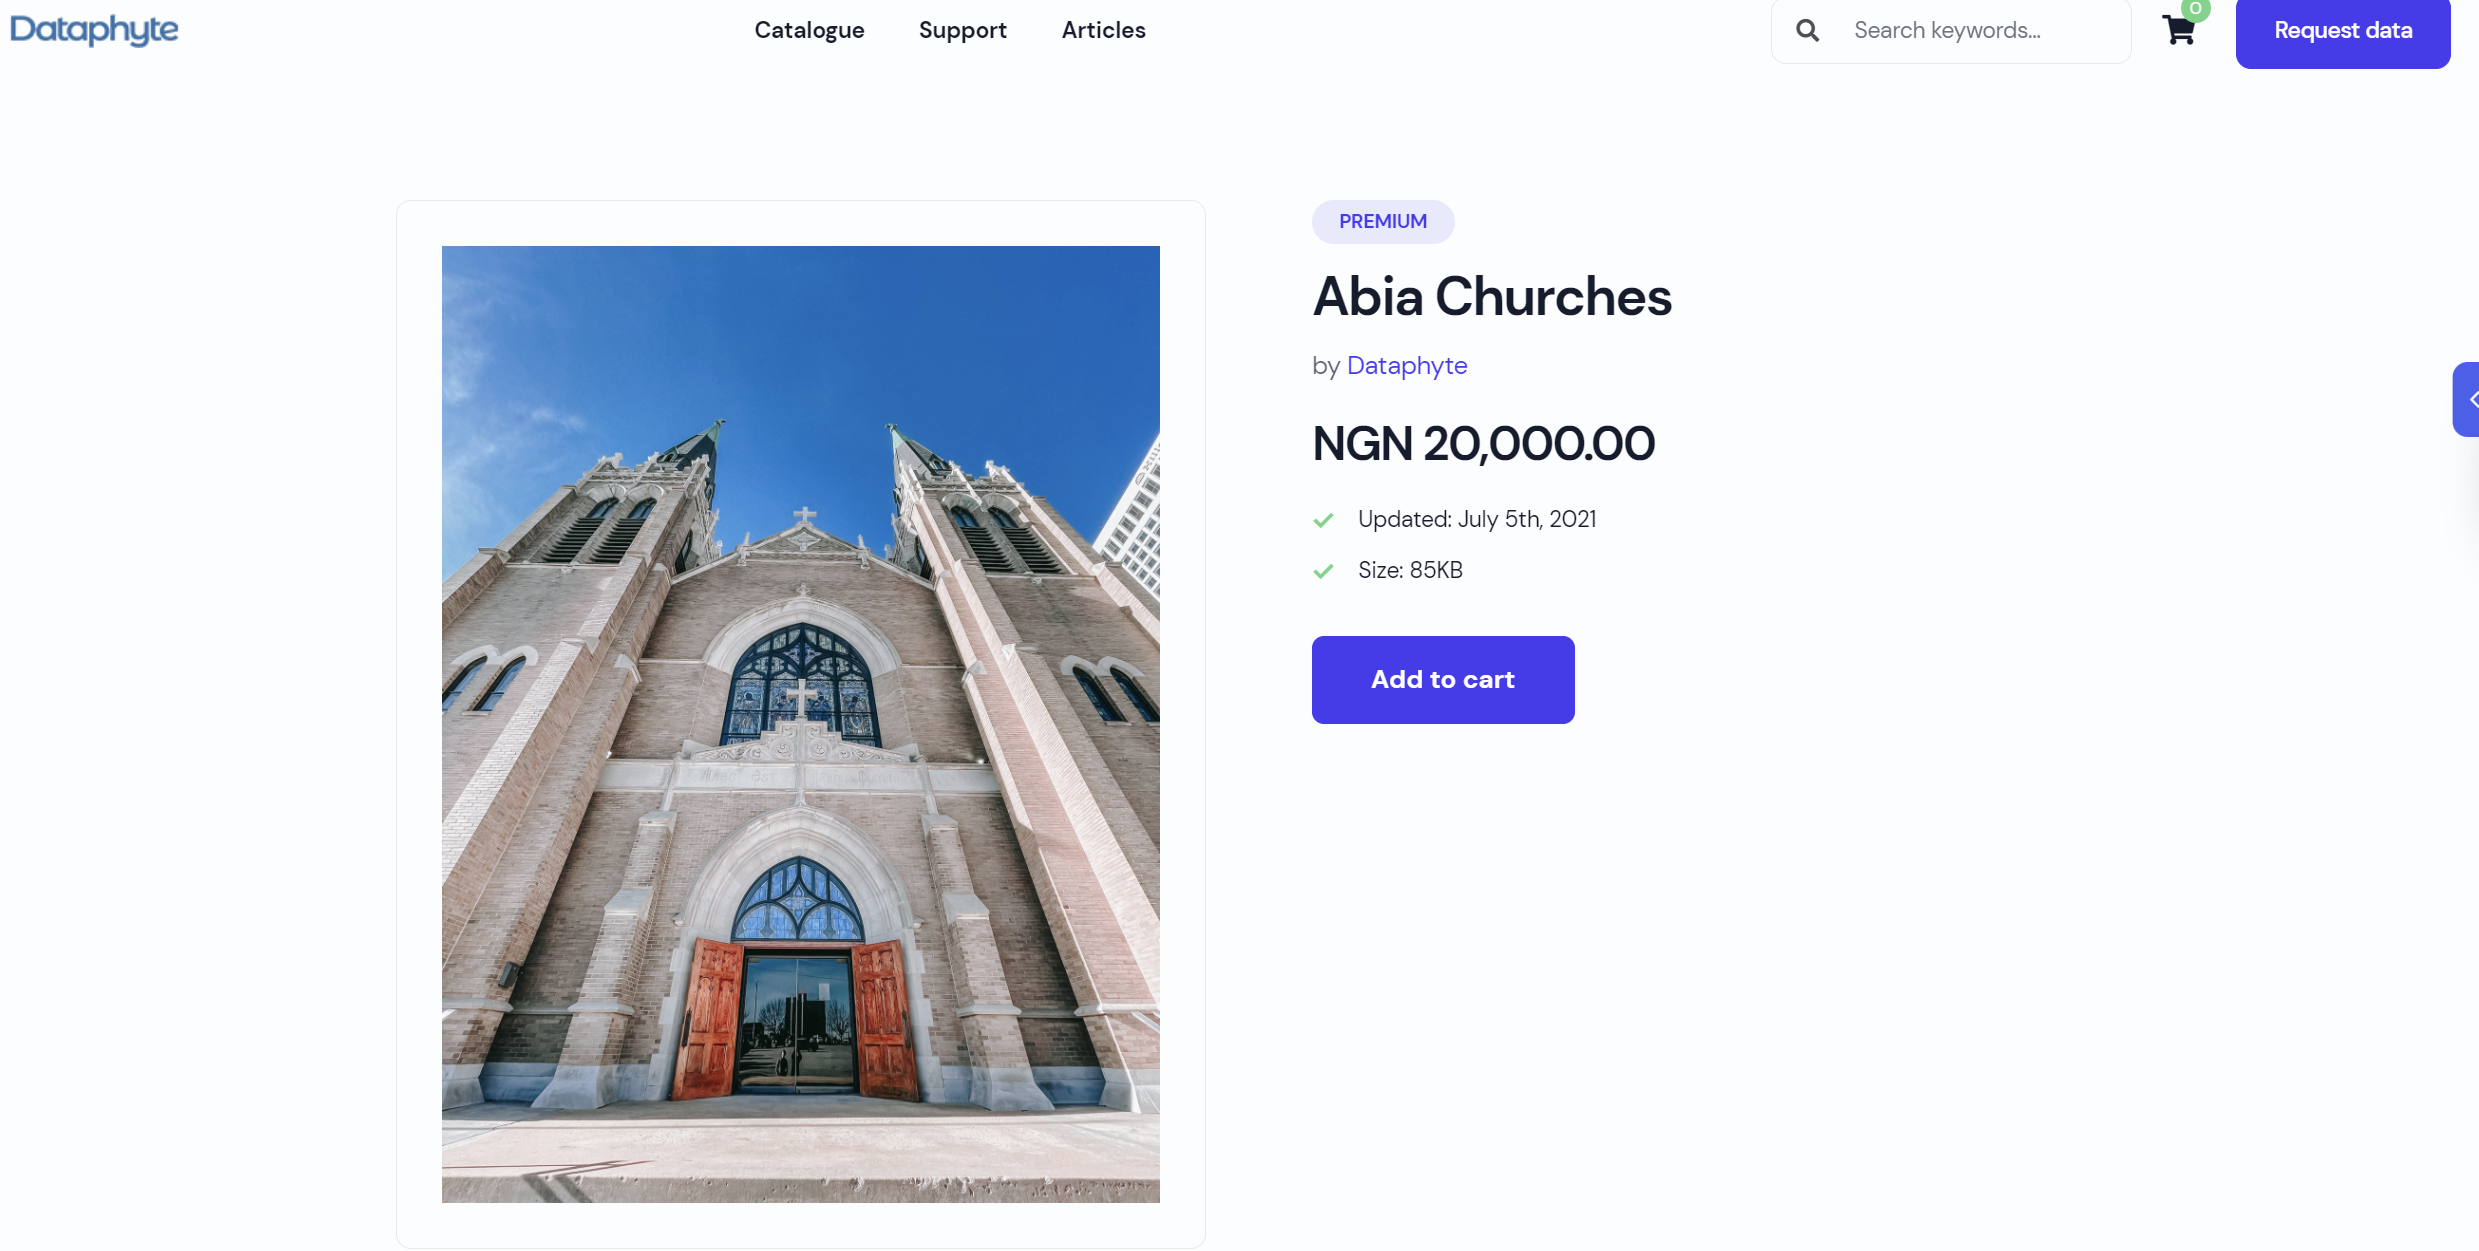 Dataphyte
Catalogue
Support
Articles
Search keywords...
0
Request data
PREMIUM
Abia Churches
by Dataphyte
NGN 20,000.00
Updated: July 5th, 2021
Size: 85KB
Add to cart